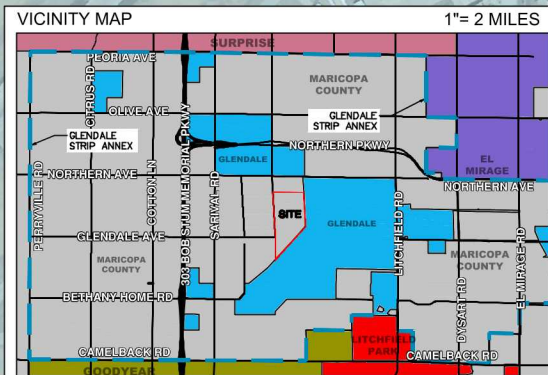 VICINITY MAP
1"= 2 MILES
SURPRISE
PEORIA AVE
CITRUS RD
MARICOPA
COUNTY
OLIVE AVE
GLENDALE
STRIP ANNEX
GLENDALE
STRIP ANNEX
NORTHERN PKWY
GLENDALE
EL
MIRAGE
NORTHERN AVE
NORTHERN AVE
PERRYVILLE RD
COTTON LN
303 BOB STUM MEMORIAL PKWY
SARIVAL RD
SITE
GLENDALE
LITCHFIELD RD
GLENDALE AVE
MARICOPA
COUNTY
MARICOPA
COUNTY
DYSART RD
EL MIRAGE RD
BETHANY HOME RD
LITCHFIELD
PARK
CAMELBACK RD
CAMELBACK RD
GOODYEAR